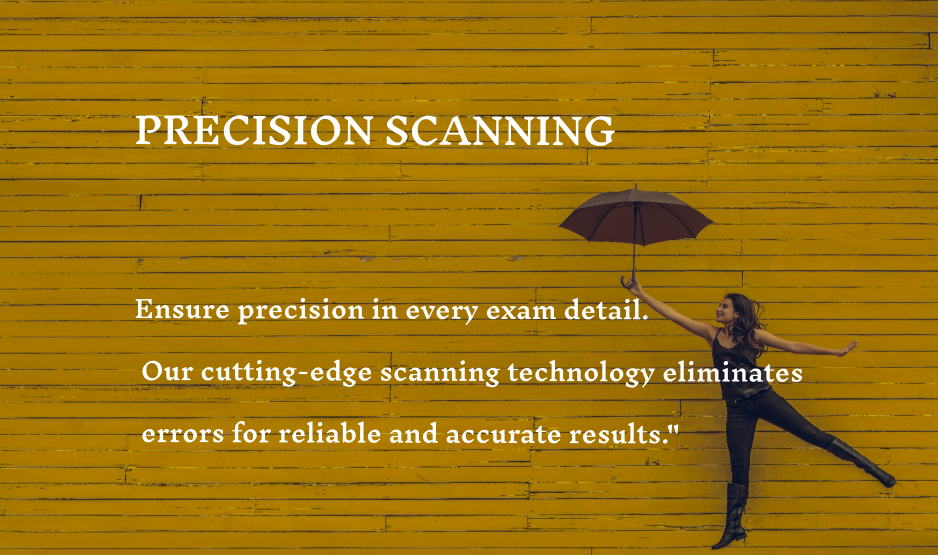 PRECISION SCANNING
Ensure precision in every exam detail.
Our cutting-edge scanning technology eliminates
errors for reliable and accurate results."